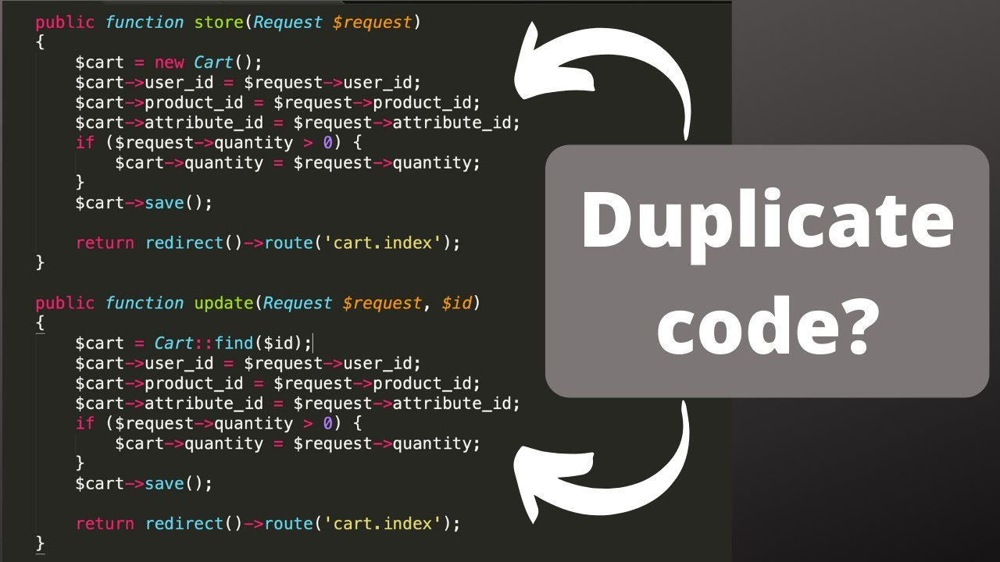 public function store(Request $request)
{
    $cart = new Cart();
    $cart->user_id = $request->user_id;
    $cart->product_id = $request->product_id;
    $cart->attribute_id = $request->attribute_id;
    if ($request->quantity > 0) {
        $cart->quantity = $request->quantity;
    }
    $cart->save();

    return redirect()->route('cart.index');
}

public function update(Request $request, $id)
{
    $cart = Cart::find($id);
    $cart->user_id = $request->user_id;
    $cart->product_id = $request->product_id;
    $cart->attribute_id = $request->attribute_id;
    if ($request->quantity > 0) {
        $cart->quantity = $request->quantity;
    }
    $cart->save();

    return redirect()->route('cart.index');
}
Duplicate
code?